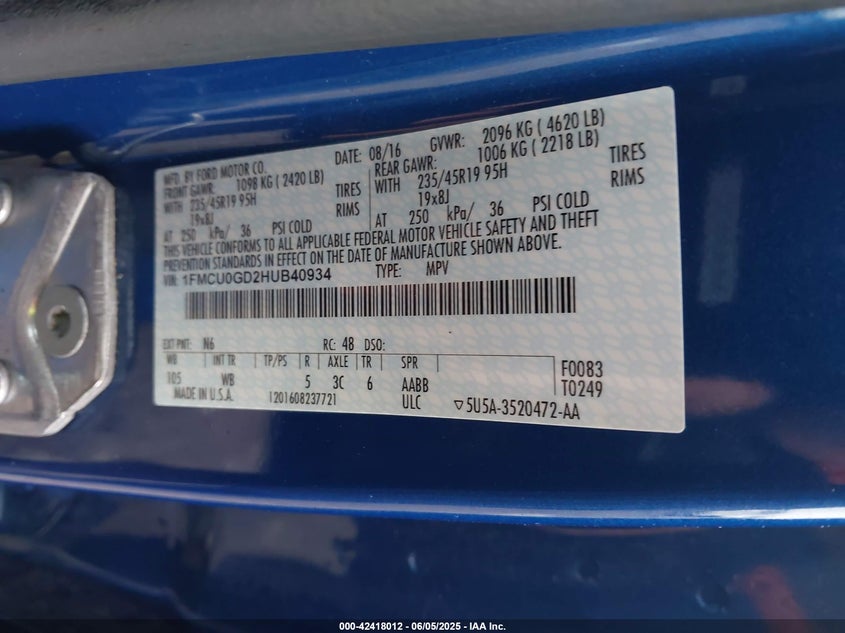 MFD. BY FORD MOTOR CO.
DATE: 08/16 GVWR: 2096 KG ( 4620 LB)
FRONT GAWR: 1098 KG ( 2420 LB)
REAR GAWR: 1006 KG ( 2218 LB)
WITH 235/45R19 95H TIRES
WITH 235/45R19 95H TIRES
19x8J RIMS
19x8J RIMS
AT 250 kPa/ 36 PSI COLD
AT 250 kPa/ 36 PSI COLD
THIS VEHICLE CONFORMS TO ALL APPLICABLE FEDERAL MOTOR VEHICLE SAFETY AND THEFT
PREVENTION STANDARDS IN EFFECT ON THE DATE OF MANUFACTURE SHOWN ABOVE.
VIN: 1FMCU0GD2HUB40934 TYPE: MPV
EXT PNT: N6 RC: 48 DSO:
WB INT TR TP/PS R AXLE TR SPR
105 WB 5 3C 6 AABB
F0083
T0249
MADE IN U.S.A. 1201608237721 ULC ▽5U5A-3520472-AA
000-42418012 - 06/05/2025 - IAA Inc.